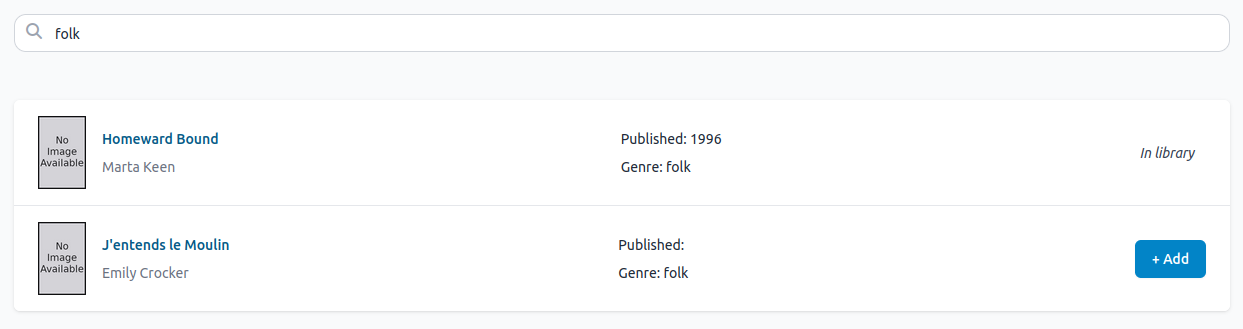 folk
No
Image
Available
Homeward Bound
Marta Keen
Published: 1996
Genre: folk
In library
No
Image
Available
J'entends le Moulin
Emily Crocker
Published:
Genre: folk
+ Add